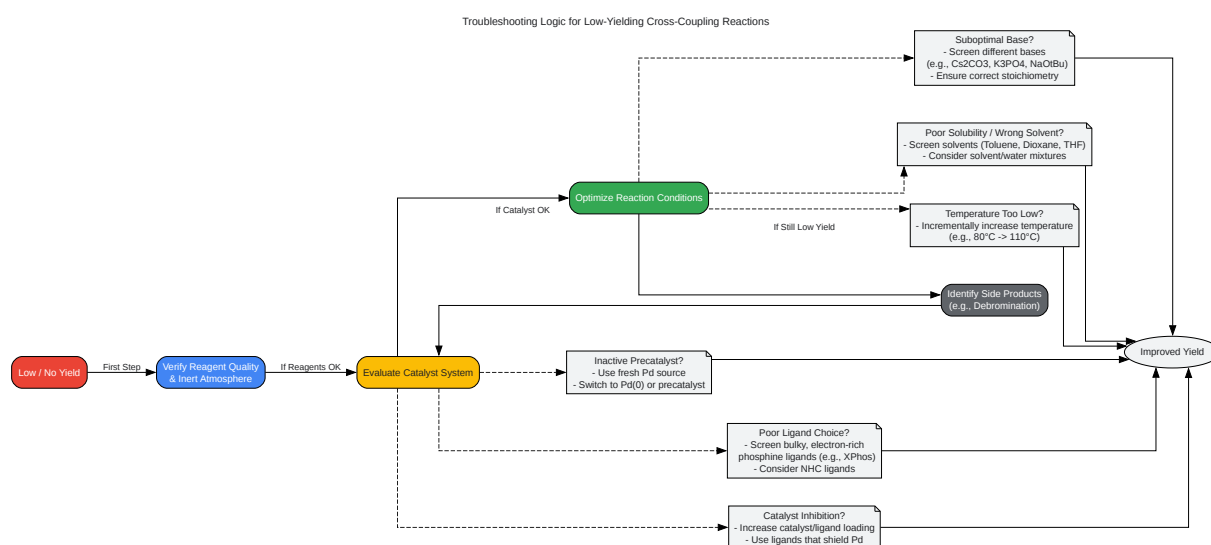 Troubleshooting Logic for Low-Yielding Cross-Coupling Reactions
Suboptimal Base?
- Screen different bases
(e.g., Cs2CO3, K3PO4, NaOtBu)
- Ensure correct stoichiometry
Poor Solubility / Wrong Solvent?
- Screen solvents (Toluene, Dioxane, THF)
- Consider solvent/water mixtures
Optimize Reaction Conditions
If Catalyst OK
If Still Low Yield
Temperature Too Low?
- Incrementally increase temperature
(e.g., 80°C -> 110°C)
Identify Side Products
(e.g., Debromination)
Low / No Yield
First Step
Verify Reagent Quality
& Inert Atmosphere
If Reagents OK
Evaluate Catalyst System
Inactive Precatalyst?
- Use fresh Pd source
- Switch to Pd(0) or precatalyst
Improved Yield
Poor Ligand Choice?
- Screen bulky, electron-rich
phosphine ligands (e.g., XPhos)
- Consider NHC ligands
Catalyst Inhibition?
- Increase catalyst/ligand loading
- Use ligands that shield Pd